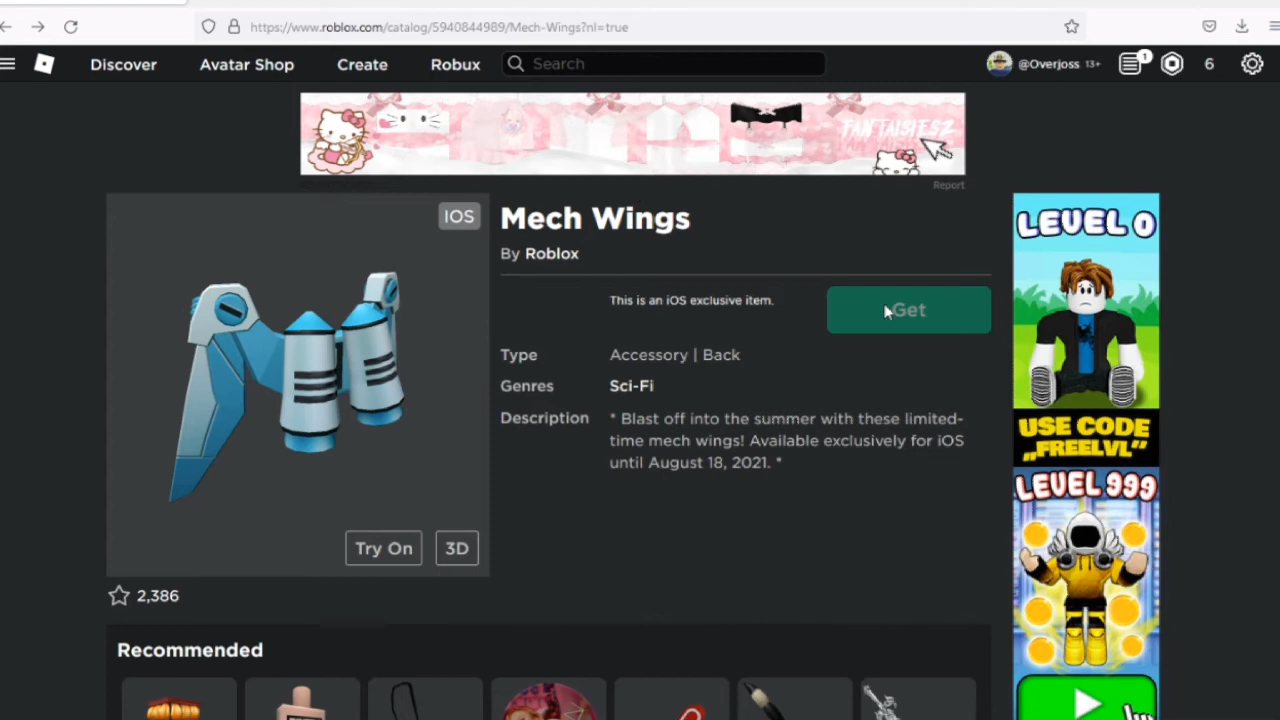 https://www.roblox.com/catalog/5940844989/Mech-Wings?nl=true
Discover
Avatar Shop
Create
Robux
Search
@Overjoss 13+
1
6
FANTAISIESZ
Report
IOS
Mech Wings
By Roblox
This is an iOS exclusive item.
Get
Type
Accessory | Back
Genres
Sci-Fi
Description
* Blast off into the summer with these limited-
time mech wings! Available exclusively for iOS
until August 18, 2021. *
Try On
3D
2,386
Recommended
LEVEL 0
USE CODE
„FREELVL”
LEVEL 999